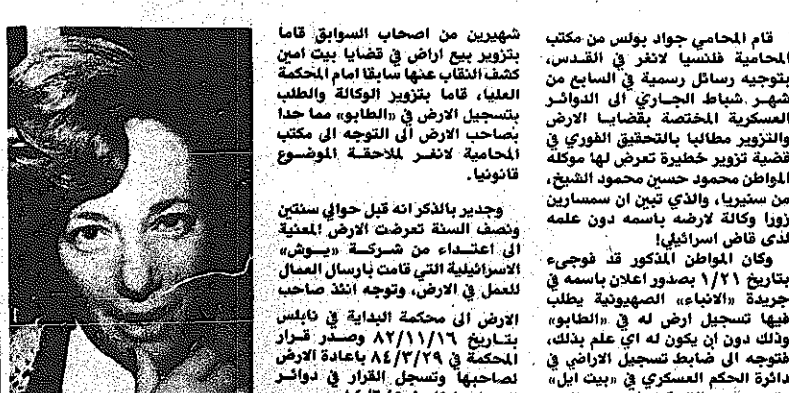 قام المحامي جواد بولس من مكتب
المحامية فلنسيا لانغر في القدس،
بتوجيه رسائل رسمية في السابع من
شهر شباط الجاري الى الدوائر
العسكرية المختصة بقضايا الارض
والتزوير مطالبا بالتحقيق الفوري في
قضية تزوير خطيرة تعرض لها موكله
المواطن محمود حسين محمود الشيخ،
من سنيريا، والذي تبين ان سمسارين
زورا وكالة لارضه باسمه دون علمه
لدى قاض اسرائيلي!
وكان المواطن المذكور قد فوجىء
بتاريخ ١/٢١ بصدور اعلان باسمه في
جريدة «الانباء» الصهيونية يطلب
فيها تسجيل ارض له في «الطابو»
وذلك دون ان يكون له اي علم بذلك،
فتوجه الى ضابط تسجيل الاراضي في
دائرة الحكم العسكري في «بيت ايل»
شهيرين من اصحاب السوابق قاما
بتزوير بيع اراض في قضايا بيت امين
كشف النقاب عنها سابقا امام المحكمة
العليا، قاما بتزوير الوكالة والطلب
بتسجيل الارض في «الطابو» مما حدا
بصاحب الارض الى التوجه الى مكتب
المحامية لانغر لملاحقة الموضوع
قانونيا.
وجدير بالذكر انه قبل حوالي سنتين
ونصف السنة تعرضت الارض المعنية
الى اعتداء من شركة «يوش»
الاسرائيلية التي قامت بارسال العمال
للعمل في الارض، وتوجه انئذ صاحب
الارض الى محكمة البداية في نابلس
بتاريخ ٨٢/١١/١٦ وصدر قرار
المحكمة في ٨٤/٣/٢٩ باعادة الارض
لصاحبها وتسجل القرار في دوائر